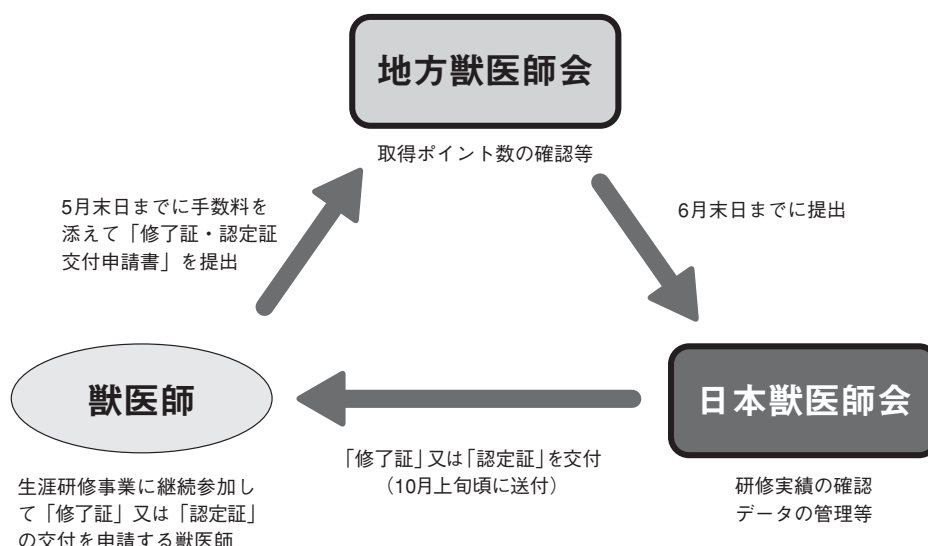 地方獣医師会
取得ポイント数の確認等
5月末日までに手数料を
添えて「修了証・認定証
交付申請書」を提出
6月末日までに提出
獣医師
日本獣医師会
「修了証」又は「認定証」を交付
（10月上旬頃に送付）
生涯研修事業に継続参加し
て「修了証」又は「認定証」
の交付を申請する獣医師
研修実績の確認
データの管理等